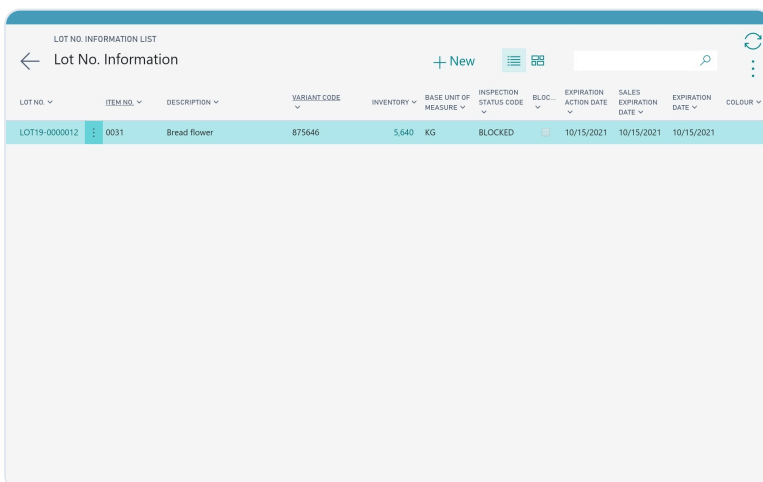 LOT NO. INFORMATION LIST
Lot No. Information
+ New
LOT NO.
ITEM NO.
DESCRIPTION
VARIANT CODE
INVENTORY
BASE UNIT OF
MEASURE
INSPECTION
STATUS CODE
BLOC...
EXPIRATION
ACTION DATE
SALES
EXPIRATION
DATE
EXPIRATION
DATE
COLOUR
LOT19-0000012 0031 Bread flower 875646 5,640 KG BLOCKED 10/15/2021 10/15/2021 10/15/2021